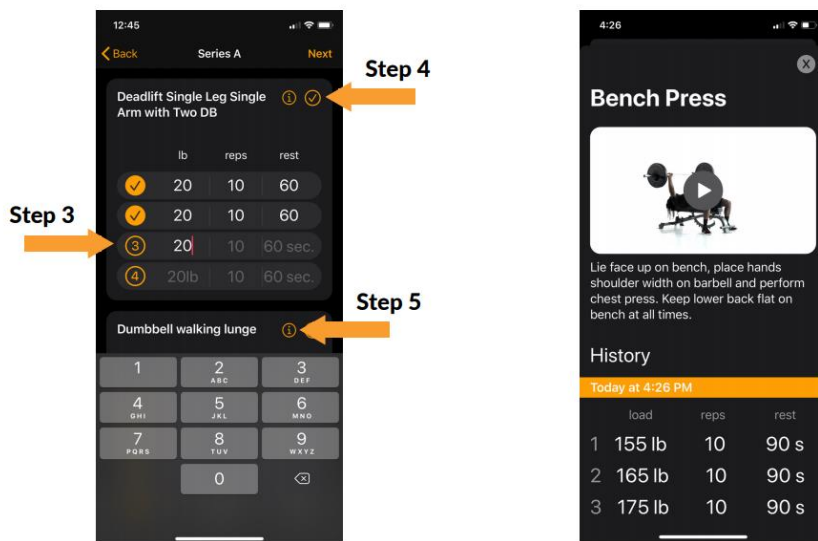 12:45
Back Series A Next
Step 4
Deadlift Single Leg Single
Arm with Two DB
lb reps rest
20 10 60
20 10 60
Step 3
3 20 10 60 sec.
4 20lb 10 60 sec.
Step 5
Dumbbell walking lunge
1 2 ABC 3 DEF
4 GHI 5 JKL 6 MNO
7 PQRS 8 TUV 9 WXYZ
0
4:26
X
Bench Press
Lie face up on bench, place hands
shoulder width on barbell and perform
chest press. Keep lower back flat on
bench at all times.
History
Today at 4:26 PM
load reps rest
1 155 lb 10 90 s
2 165 lb 10 90 s
3 175 lb 10 90 s